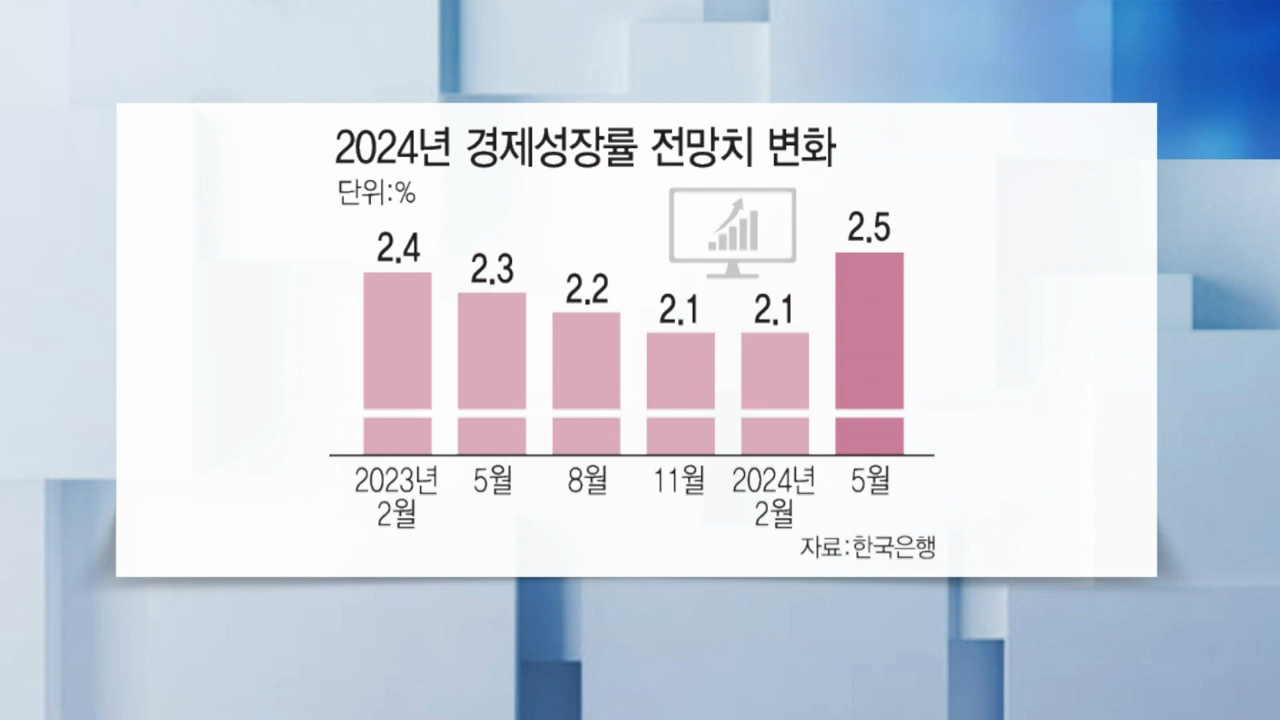 2024년 경제성장률 전망치 변화
단위:%
2.4
2.3
2.2
2.1
2.1
2.5
2023년 5월 8월 11월 2024년 5월
2월 2월
자료:한국은행